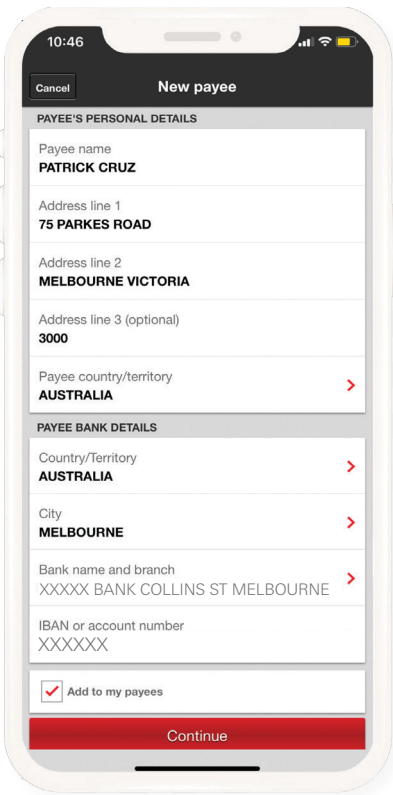 10:46
Cancel
New payee
PAYEE'S PERSONAL DETAILS
Payee name
PATRICK CRUZ
Address line 1
75 PARKES ROAD
Address line 2
MELBOURNE VICTORIA
Address line 3 (optional)
3000
Payee country/territory
AUSTRALIA
PAYEE BANK DETAILS
Country/Territory
AUSTRALIA
City
MELBOURNE
Bank name and branch
XXXXX BANK COLLINS ST MELBOURNE
IBAN or account number
XXXXXX
Add to my payees
Continue